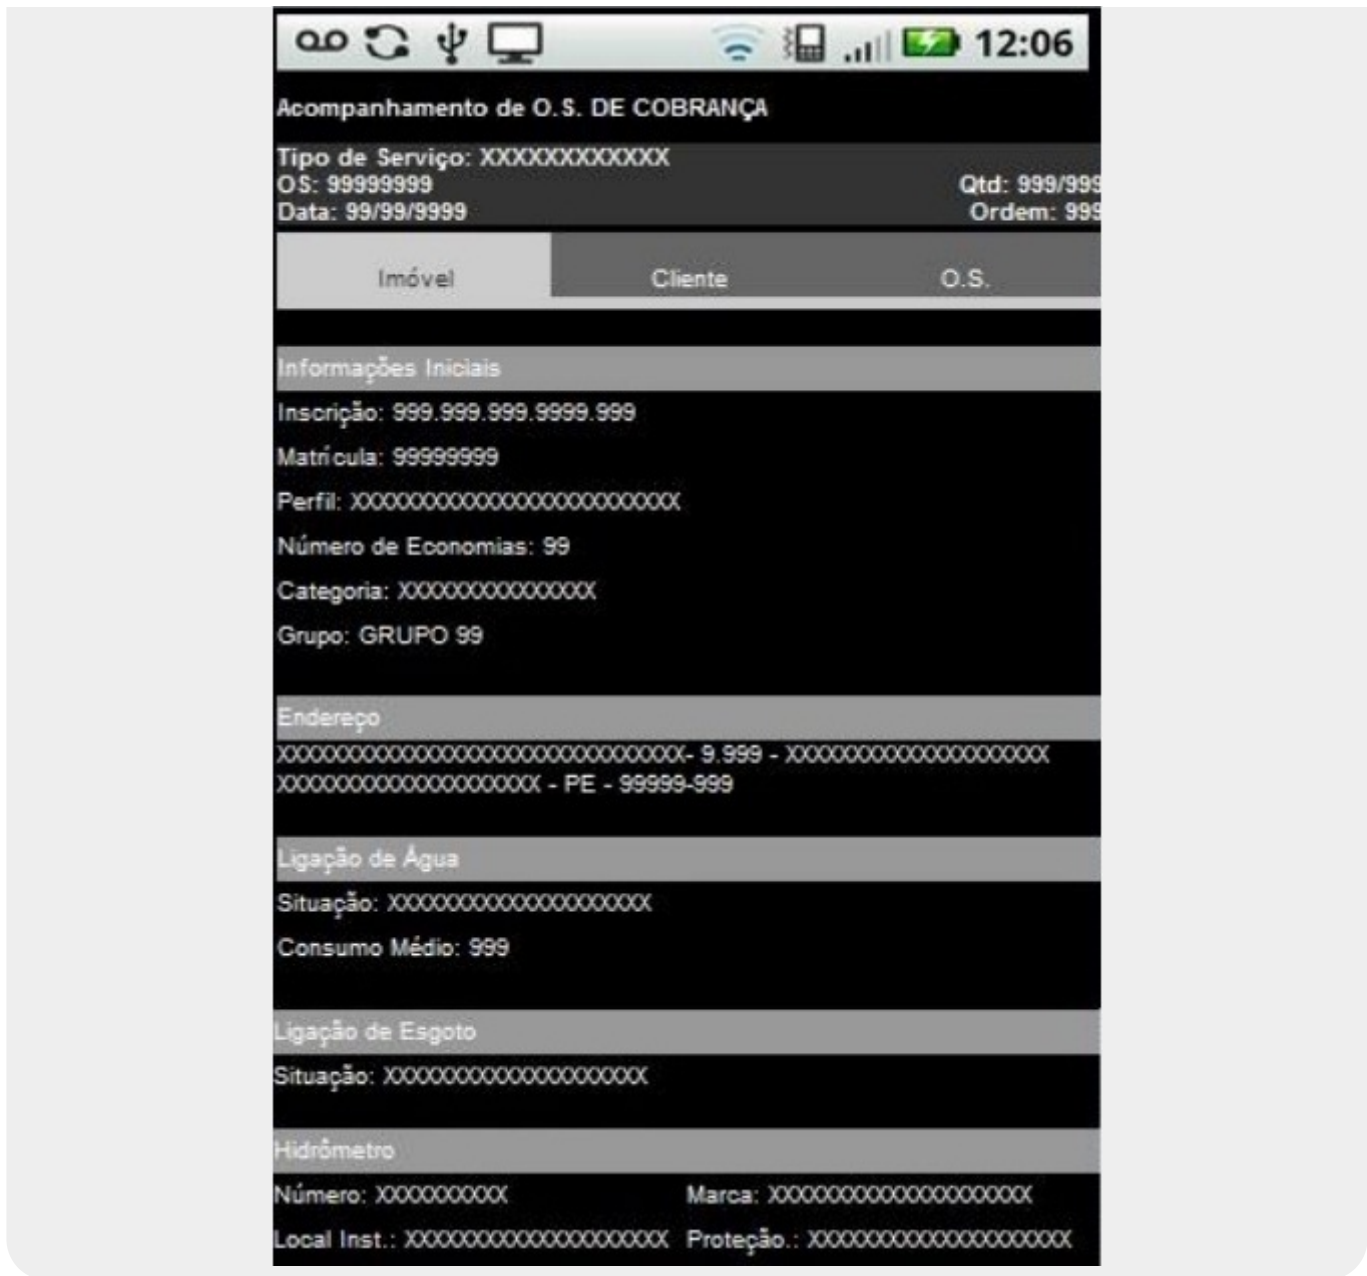 12:06
Acompanhamento de O.S. DE COBRANÇA
Tipo de Serviço: XXXXXXXXXXXXX
OS: 99999999 Qtd: 999/999
Data: 99/99/9999 Ordem: 999
Imóvel Cliente O.S.
Informações Iniciais
Inscrição: 999.999.999.9999.999
Matrícula: 99999999
Perfil: XXXXXXXXXXXXXXXXXXXXXXXXX
Número de Economias: 99
Categoria: XXXXXXXXXXXXXXX
Grupo: GRUPO 99
Endereço
XXXXXXXXXXXXXXXXXXXXXXXXXXXXXXX- 9.999 - XXXXXXXXXXXXXXXXXXXX
XXXXXXXXXXXXXXXXXXXX - PE - 99999-999
Ligação de Água
Situação: XXXXXXXXXXXXXXXXXXXX
Consumo Médio: 999
Ligação de Esgoto
Situação: XXXXXXXXXXXXXXXXXXXX
Hidrômetro
Número: XXXXXXXXXX Marca: XXXXXXXXXXXXXXXXXXXX
Local Inst.: XXXXXXXXXXXXXXXXXXXX Proteção.: XXXXXXXXXXXXXXXXXXXX